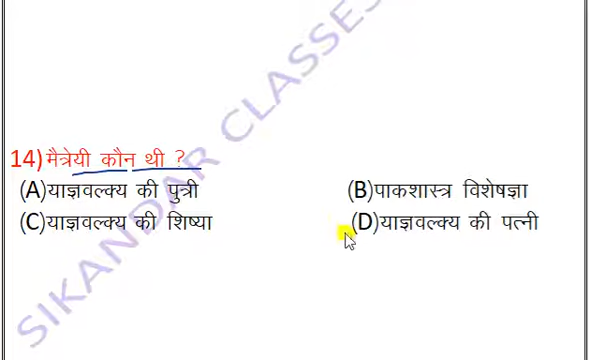 SIKANDAR CLASSES
14) मैत्रेयी कौन थी ?
(A)याज्ञवल्क्य की पुत्री (B)पाकशास्त्र विशेषज्ञा
(C)याज्ञवल्क्य की शिष्या (D)याज्ञवल्क्य की पत्नी